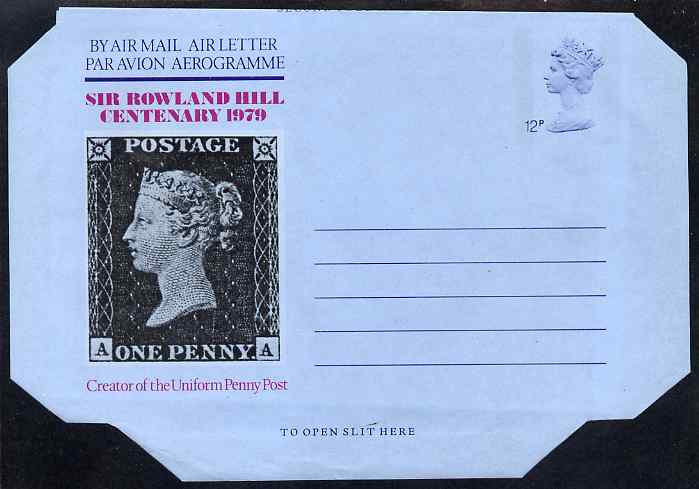 BY AIR MAIL AIR LETTER
PAR AVION AEROGRAMME
SIR ROWLAND HILL
CENTENARY 1979
POSTAGE
A ONE PENNY A
Creator of the Uniform Penny Post
12P
TO OPEN SLIT HERE